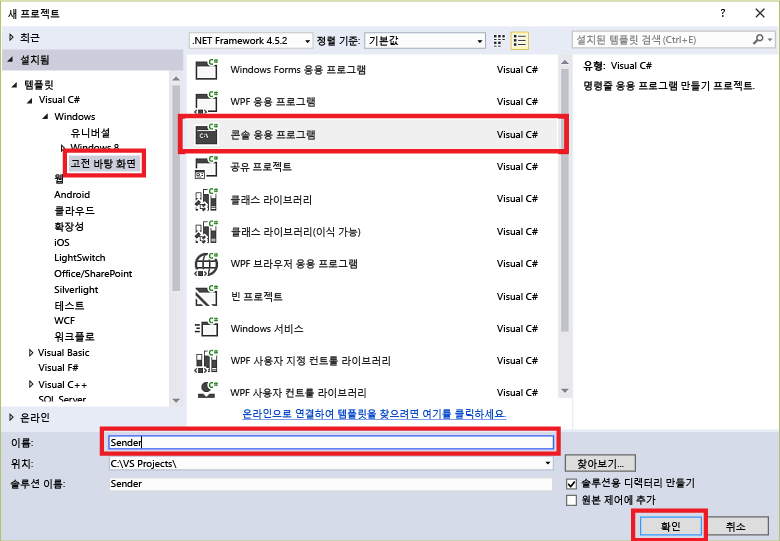 새 프로젝트
최근
설치됨
템플릿
Visual C#
Windows
유니버설
Windows 8
고전 바탕 화면
웹
Android
클라우드
확장성
iOS
LightSwitch
Office/SharePoint
Silverlight
테스트
WCF
워크플로
Visual Basic
Visual F#
Visual C++
SQL Server
온라인
.NET Framework 4.5.2
정렬 기준: 기본값
Windows Forms 응용 프로그램 Visual C#
WPF 응용 프로그램 Visual C#
콘솔 응용 프로그램 Visual C#
공유 프로젝트 Visual C#
클래스 라이브러리 Visual C#
클래스 라이브러리(이식 가능) Visual C#
WPF 브라우저 응용 프로그램 Visual C#
빈 프로젝트 Visual C#
Windows 서비스 Visual C#
WPF 사용자 지정 컨트롤 라이브러리 Visual C#
WPF 사용자 컨트롤 라이브러리 Visual C#
온라인으로 연결하여 템플릿을 찾으려면 여기를 클릭하세요.
설치된 템플릿 검색(Ctrl+E)
유형: Visual C#
명령줄 응용 프로그램 만들기 프로젝트.
이름: Sender
위치: C:\VS Projects\
찾아보기...
솔루션 이름: Sender
솔루션용 디렉터리 만들기
원본 제어에 추가
확인
취소